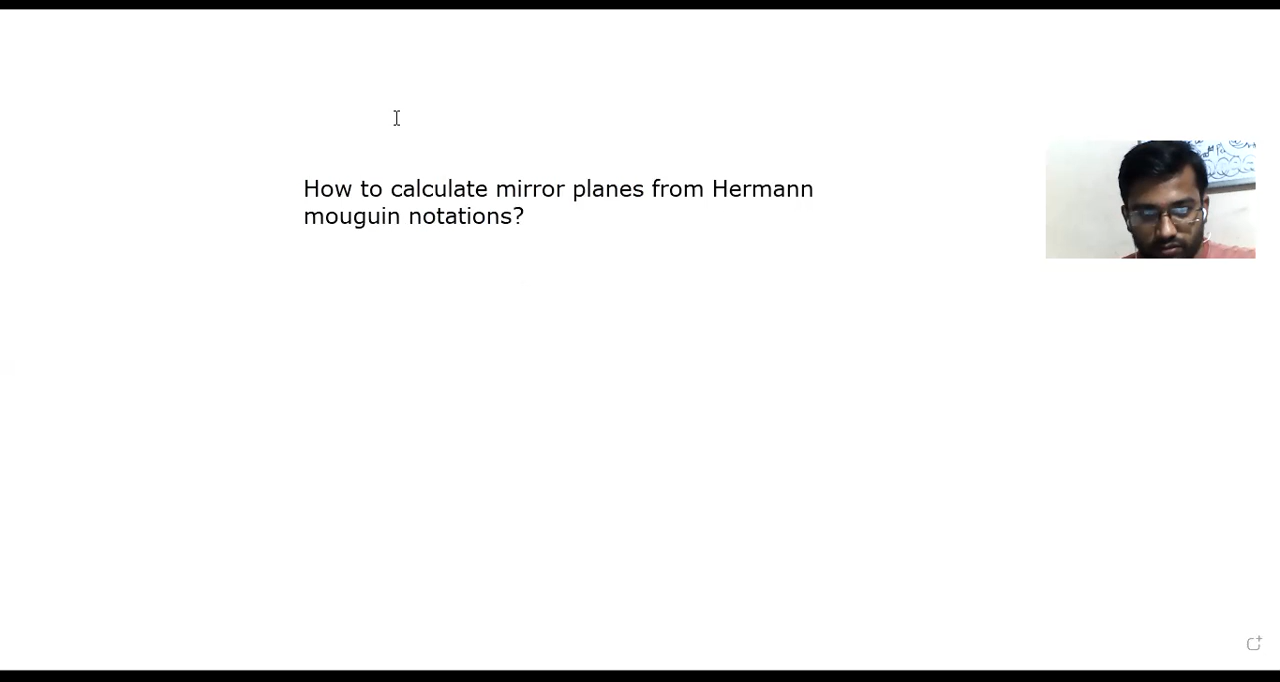 How to calculate mirror planes from Hermann
mouguin notations?